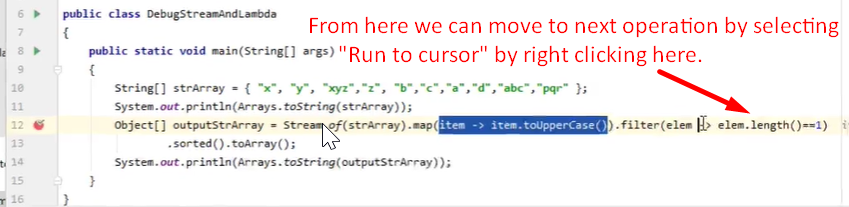 6 public class DebugStreamAndLambda
From here we can move to next operation by selecting
7 {
"Run to cursor" by right clicking here.
8 public static void main(String[] args)
9 {
10 String[] strArray = { "x", "y", "xyz","z", "b","c","a","d","abc","pqr" };
11 System.out.println(Arrays.toString(strArray));
12 Object[] outputStrArray = Stream.of(strArray).map(item -> item.toUpperCase()).filter(elem -> elem.length()==1)
13 .sorted().toArray();
14 System.out.println(Arrays.toString(outputStrArray));
15 }
16 }